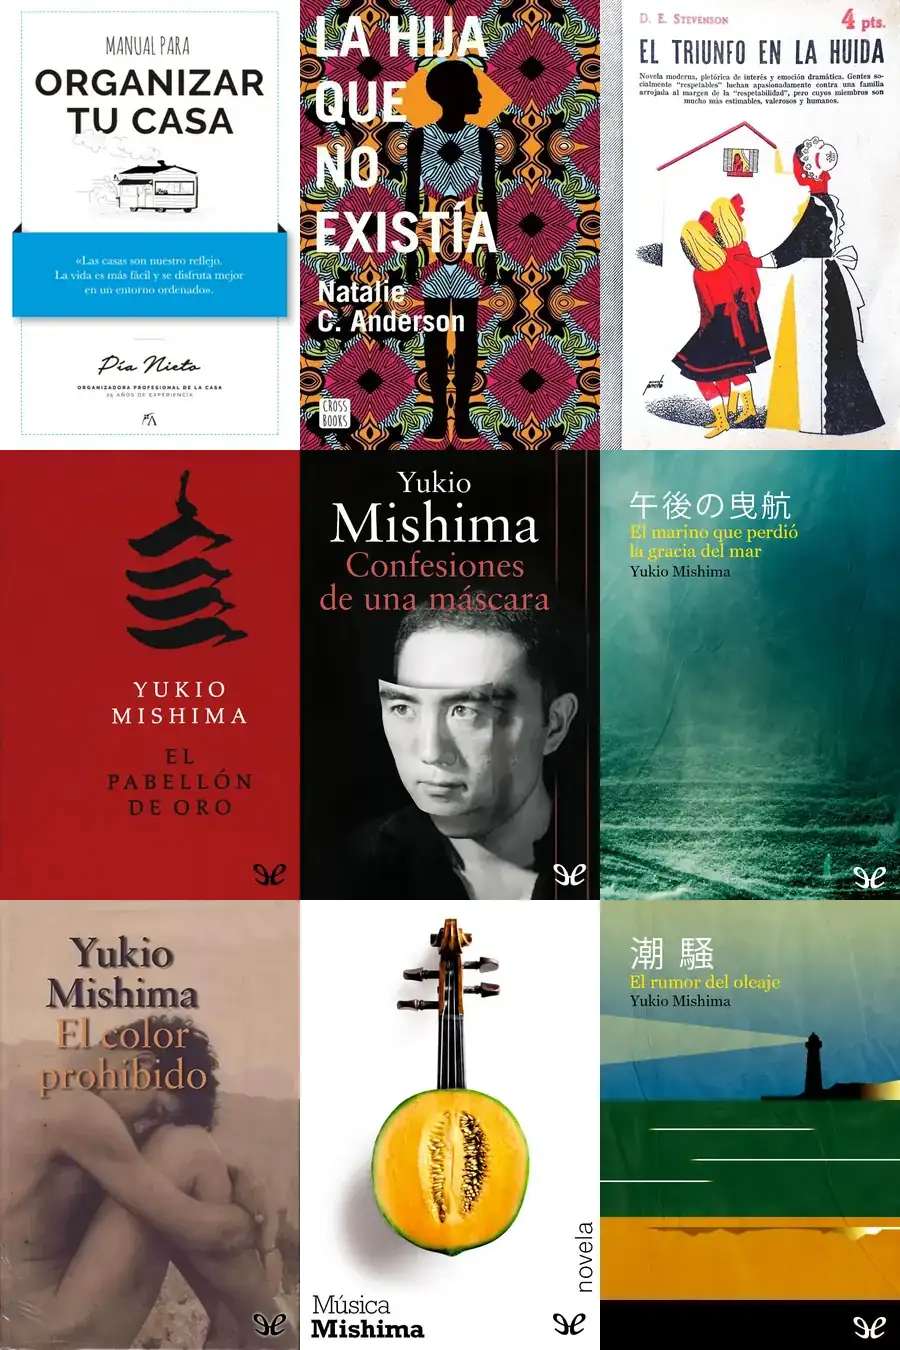 MANUAL PARA
ORGANIZAR
TU CASA
«Las casas son nuestro reflejo.
La vida es más fácil y se disfruta mejor
en un entorno ordenado».
Pía Nieto
ORGANIZADORA PROFESIONAL DE LA CASA
25 AÑOS DE EXPERIENCIA
LA HIJA
QUE
NO
EXISTÍA
Natalie
C. Anderson
CROSS
BOOKS
D. E. STEVENSON
4 pts.
EL TRIUNFO EN LA HUIDA
Novela moderna, pletórica de interés y emoción dramática. Gentes so-
cialmente "respetables" luchan apasionadamente contra una familia
arrojada al margen de la "respetabilidad", pero cuyos miembros son
mucho más estimables, valerosos y humanos.
YUKIO
MISHIMA
EL
PABELLÓN
DE ORO
Yukio
Mishima
Confesiones
de una máscara
午後の曳航
El marino que perdió
la gracia del mar
Yukio Mishima
Yukio
Mishima
El color
prohibido
novela
Música
Mishima
潮騒
El rumor del oleaje
Yukio Mishima